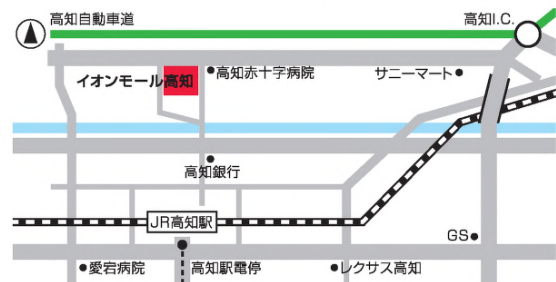 高知自動車道
高知I.C.
イオンモール高知
高知赤十字病院
サニーマート
高知銀行
JR高知駅
GS
愛宕病院
高知駅電停
レクサス高知